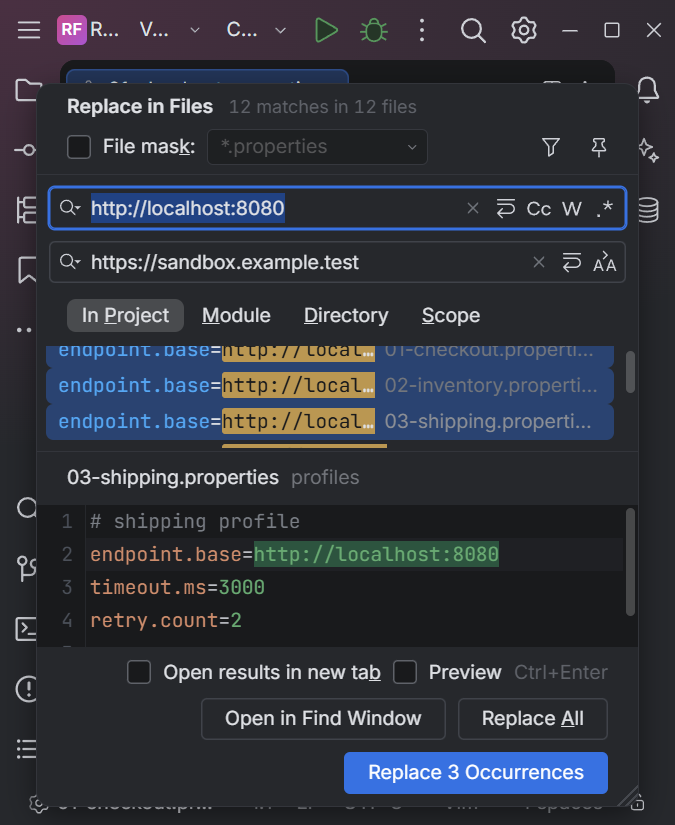 RF R... V... C...
Replace in Files 12 matches in 12 files
File mask: *.properties
http://localhost:8080 Cc W .*
https://sandbox.example.test
In Project Module Directory Scope
endpoint.base=http://local… 01-checkout.properti...
endpoint.base=http://local… 02-inventory.properti...
endpoint.base=http://local… 03-shipping.properti...
03-shipping.properties profiles
1 # shipping profile
2 endpoint.base=http://localhost:8080
3 timeout.ms=3000
4 retry.count=2
Open results in new tab Preview Ctrl+Enter
Open in Find Window Replace All
Replace 3 Occurrences